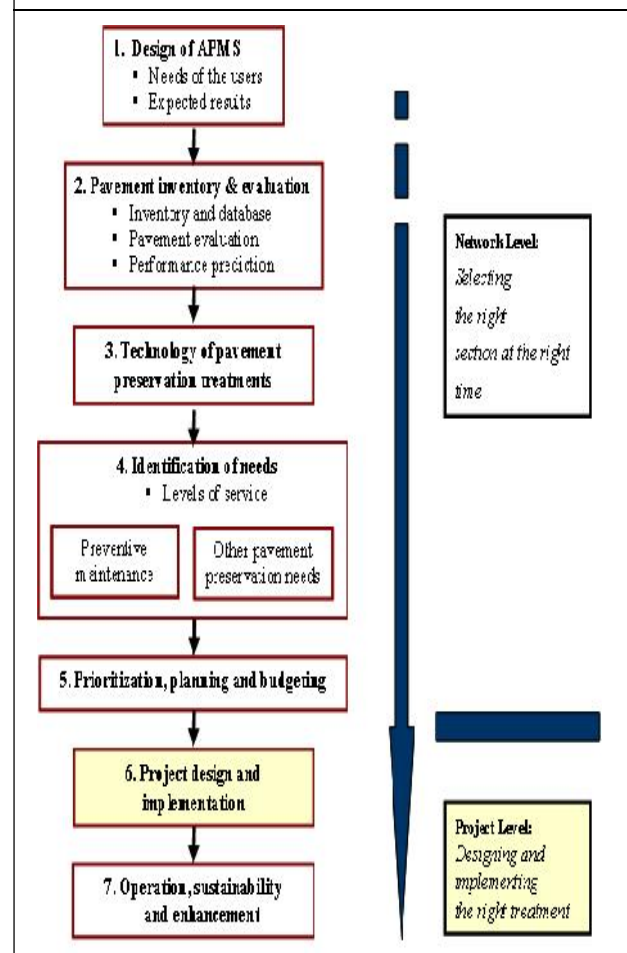 1. Design of APMS
▪ Needs of the users
▪ Expected results
2. Pavement inventory & evaluation
▪ Inventory and database
▪ Pavement evaluation
▪ Performance prediction
3. Technology of pavement
preservation treatments
4. Identification of needs
▪ Levels of service
Preventive
maintenance
Other pavement
preservation needs
5. Prioritization, planning and budgeting
6. Project design and
implementation
7. Operation, sustainability
and enhancement
Network Level:
Selecting
the right
section at the right
time
Project Level:
Designing and
implementing
the right treatment